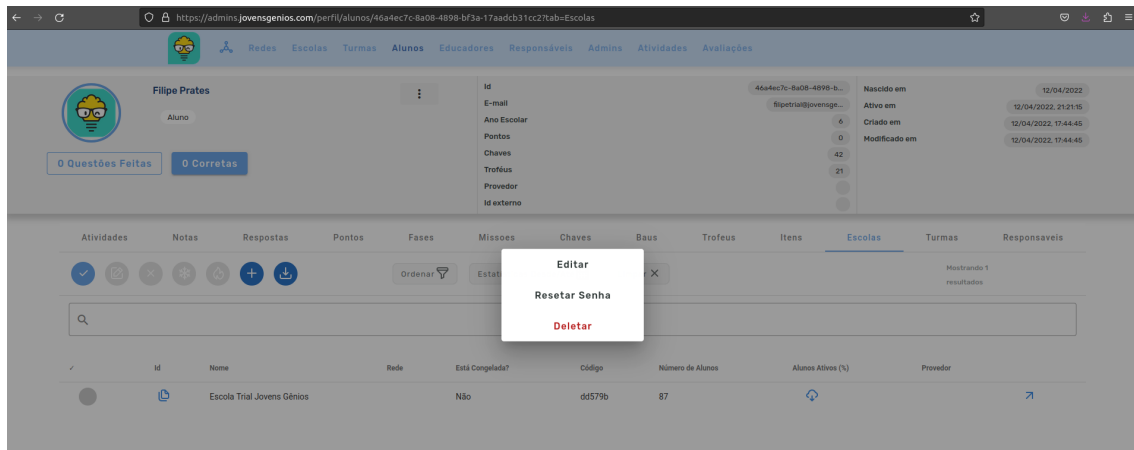 https://admins.jovensgenios.com/perfil/alunos/46a4ec7c-8a08-4898-bf3a-17aadcb31cc2?tab=Escolas
Redes Escolas Turmas Alunos Educadores Responsáveis Admins Atividades Avaliações
Filipe Prates
Aluno
0 Questões Feitas 0 Corretas
Id 46a4ec7c-8a08-4898-b...
E-mail filipetrial@jovensge...
Ano Escolar 6
Pontos 0
Chaves 42
Troféus 21
Provedor
Id externo
Nascido em 12/04/2022
Ativo em 12/04/2022, 21:21:15
Criado em 12/04/2022, 17:44:45
Modificado em 12/04/2022, 17:44:45
Atividades Notas Respostas Pontos Fases Missoes Chaves Baus Trofeus Itens Escolas Turmas Responsaveis
Ordenar Estatí
Mostrando 1
resultados
Editar
Resetar Senha
Deletar
✓ Id Nome Rede Está Congelada? Código Número de Alunos Alunos Ativos (%) Provedor
Escola Trial Jovens Gênios Não dd579b 87